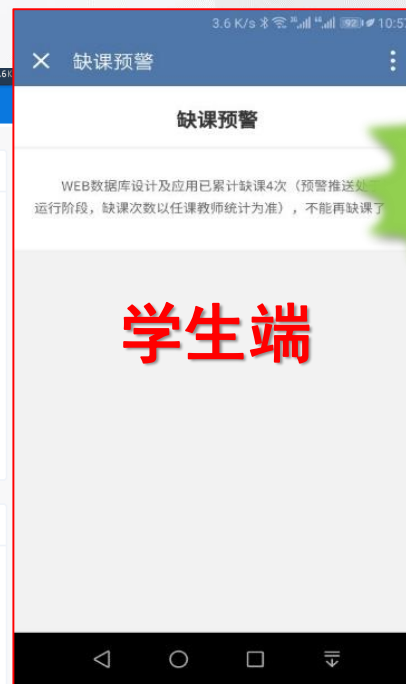 3.6 K/s 92 10:57
缺课预警
缺课预警
WEB数据库设计及应用已累计缺课4次（预警推送处于
运行阶段，缺课次数以任课教师统计为准），不能再缺课了
学生端